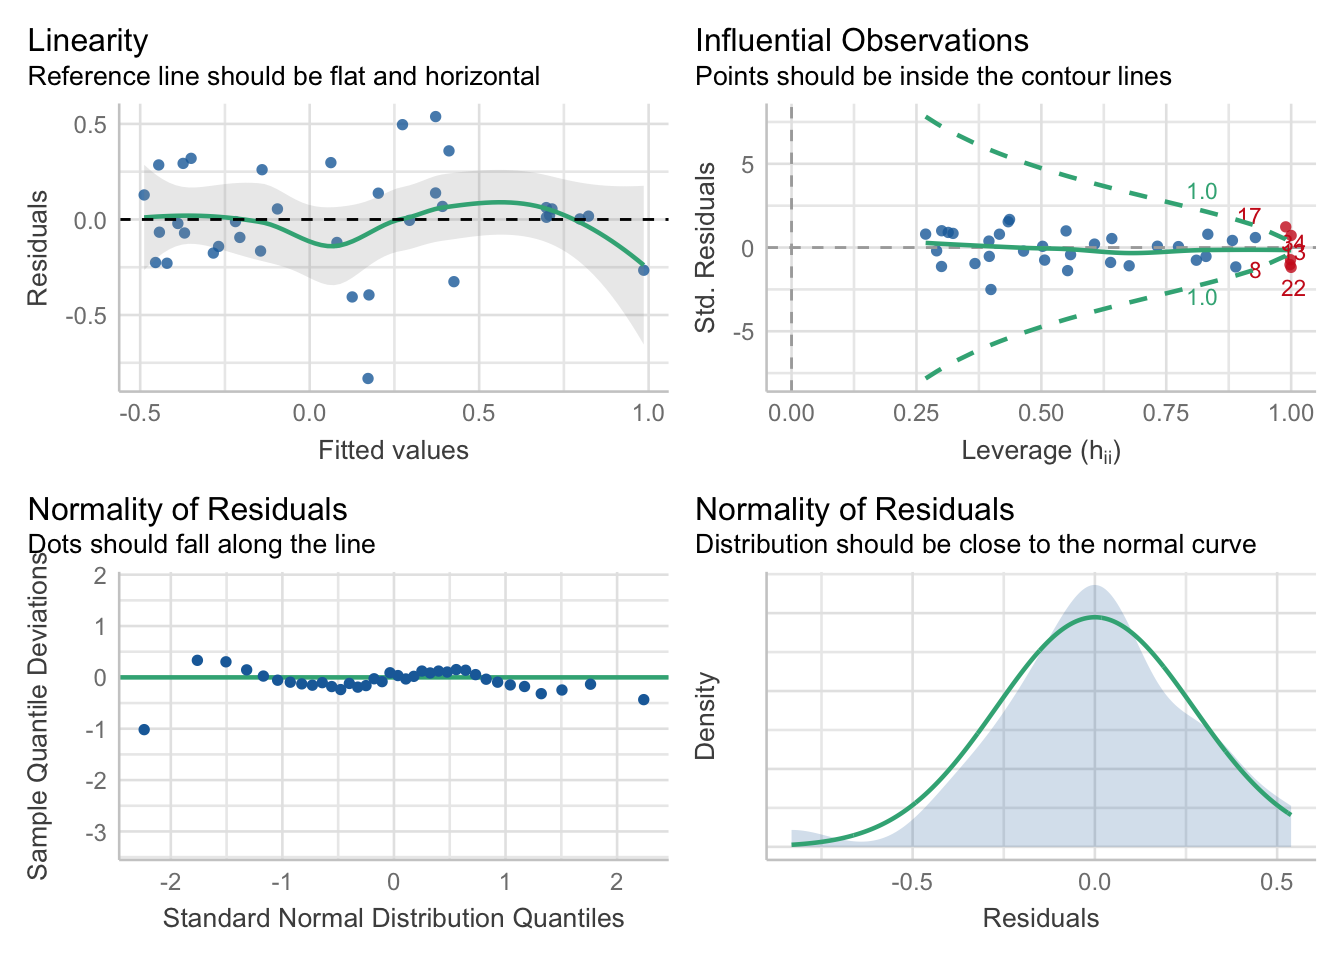 Linearity
Reference line should be flat and horizontal
0.5
0.0
-0.5
Residuals
-0.5 0.0 0.5 1.0
Fitted values
Influential Observations
Points should be inside the contour lines
5
0
-5
Std. Residuals
1.0
17
34
8
22
1.0
0.00 0.25 0.50 0.75 1.00
Leverage (hii)
Normality of Residuals
Dots should fall along the line
2
1
0
-1
-2
-3
Sample Quantile Deviations
-2 -1 0 1 2
Standard Normal Distribution Quantiles
Normality of Residuals
Distribution should be close to the normal curve
Density
-0.5 0.0 0.5
Residuals